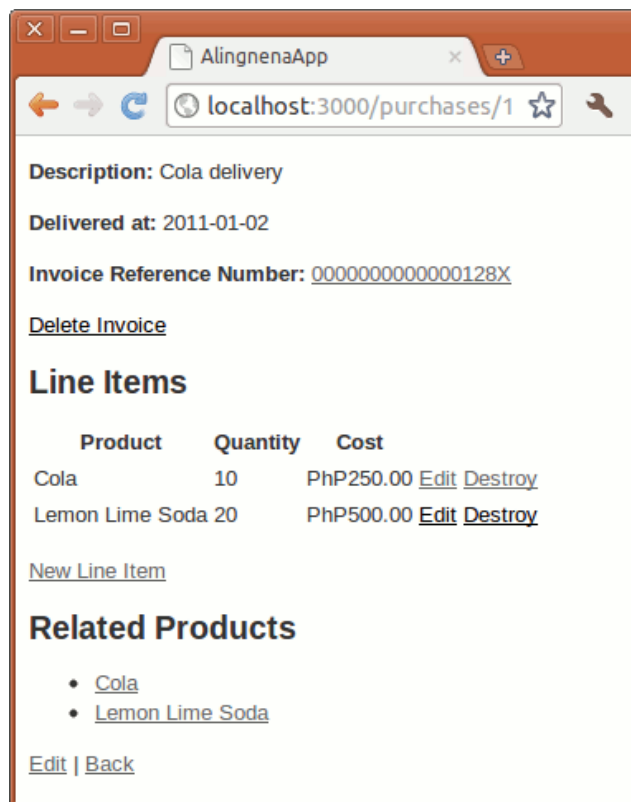 AlingnenaApp
localhost:3000/purchases/1
Description: Cola delivery
Delivered at: 2011-01-02
Invoice Reference Number: 0000000000000128X
Delete Invoice
Line Items
Product Quantity Cost
Cola 10 PhP250.00 Edit Destroy
Lemon Lime Soda 20 PhP500.00 Edit Destroy
New Line Item
Related Products
• Cola
• Lemon Lime Soda
Edit | Back